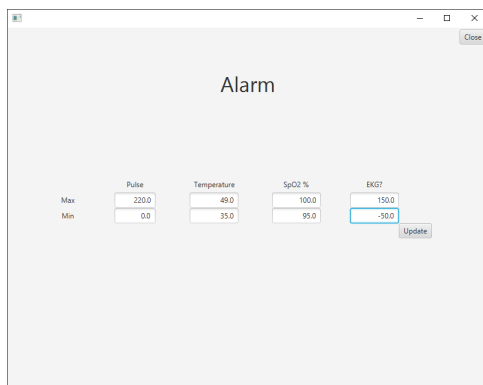 Close
Alarm
Pulse Temperature SpO2 % EKG?
Max 220.0 49.0 100.0 150.0
Min 0.0 35.0 95.0 -50.0
Update